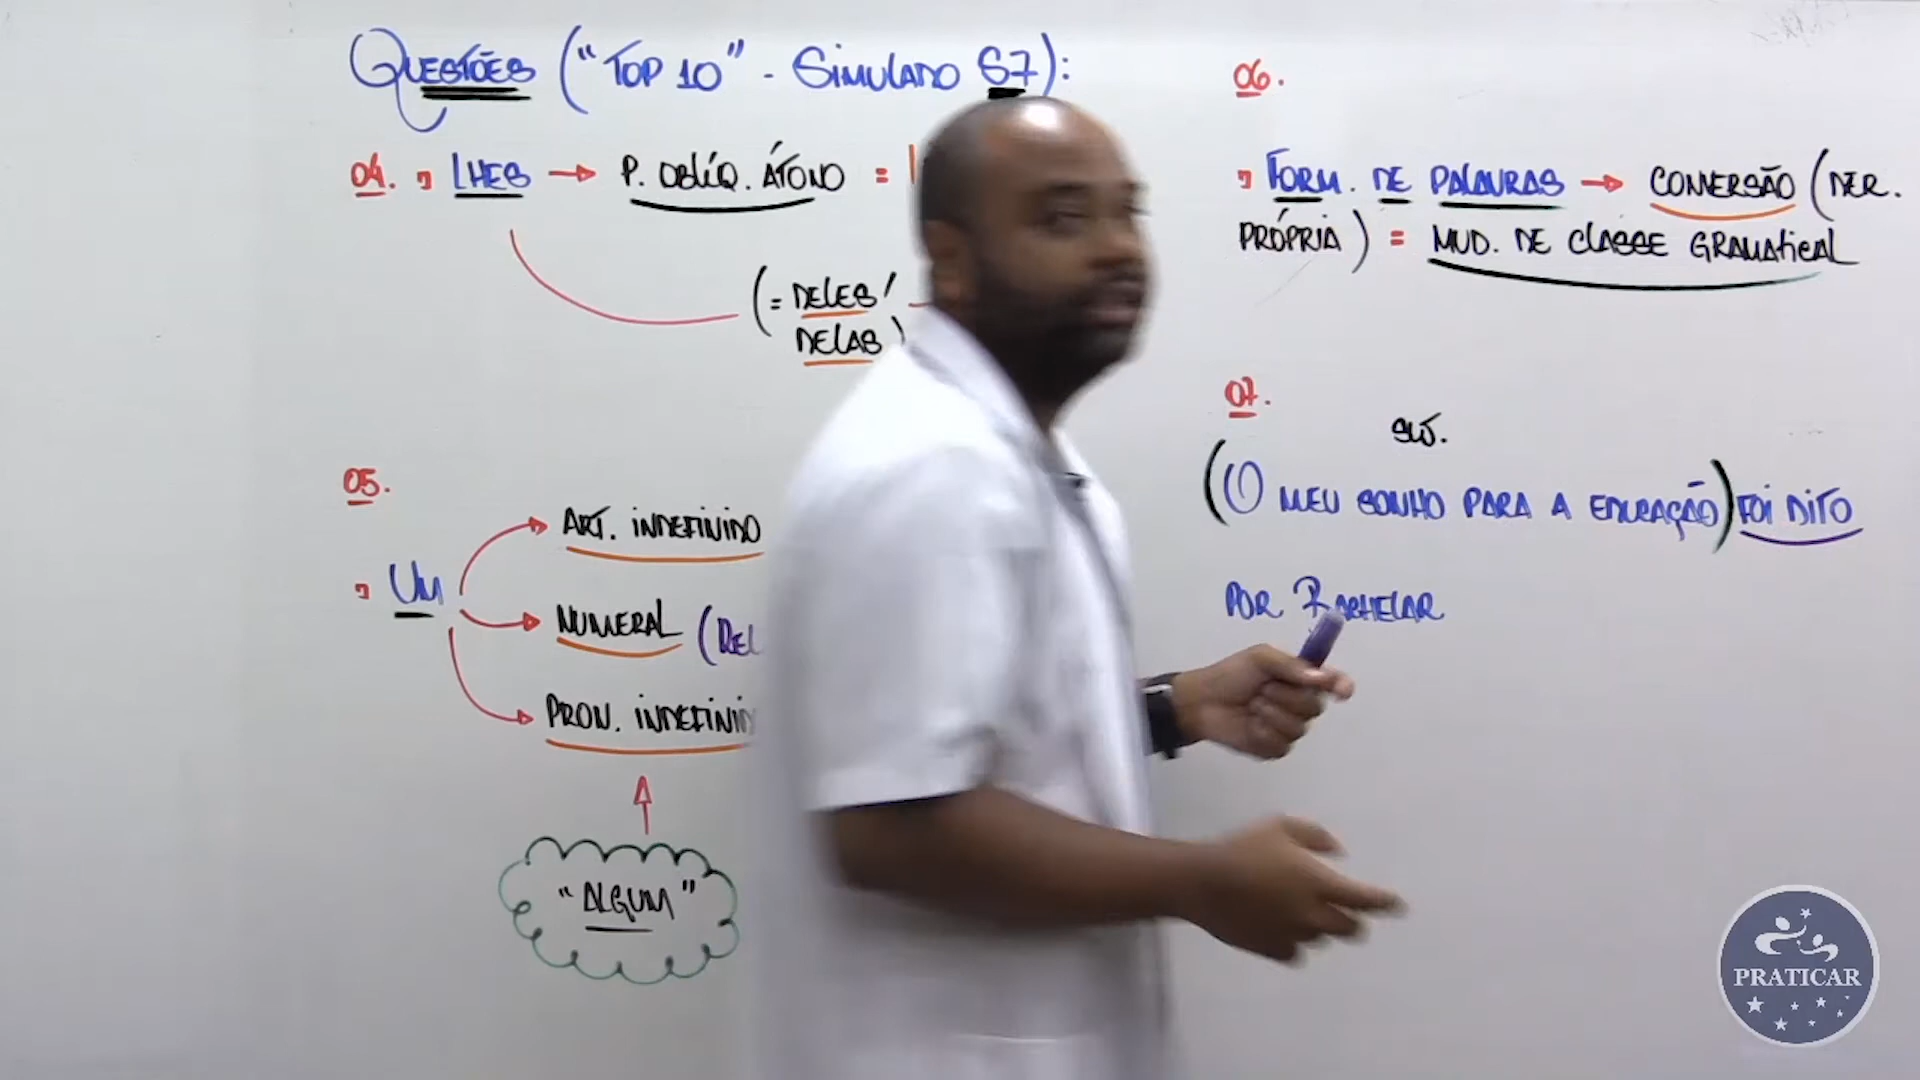 QUESTÕES ("TOP 10" - SIMULADO S7):
04. LHES → P. OBLÍQ. ÁTONO =
(= DELES/
DELAS)
05.
UM
ART. INDEFINIDO
NUMERAL (REL
PRON. INDEFINID
"ALGUM"
06.
FORM. DE PALAVRAS → CONVERSÃO (DER.
PRÓPRIA) = MUD. DE CLASSE GRAMATICAL
07.
SUJ.
(O MEU SONHO PARA A EDUCAÇÃO) FOI DITO
POR BACHELAR
PRATICAR